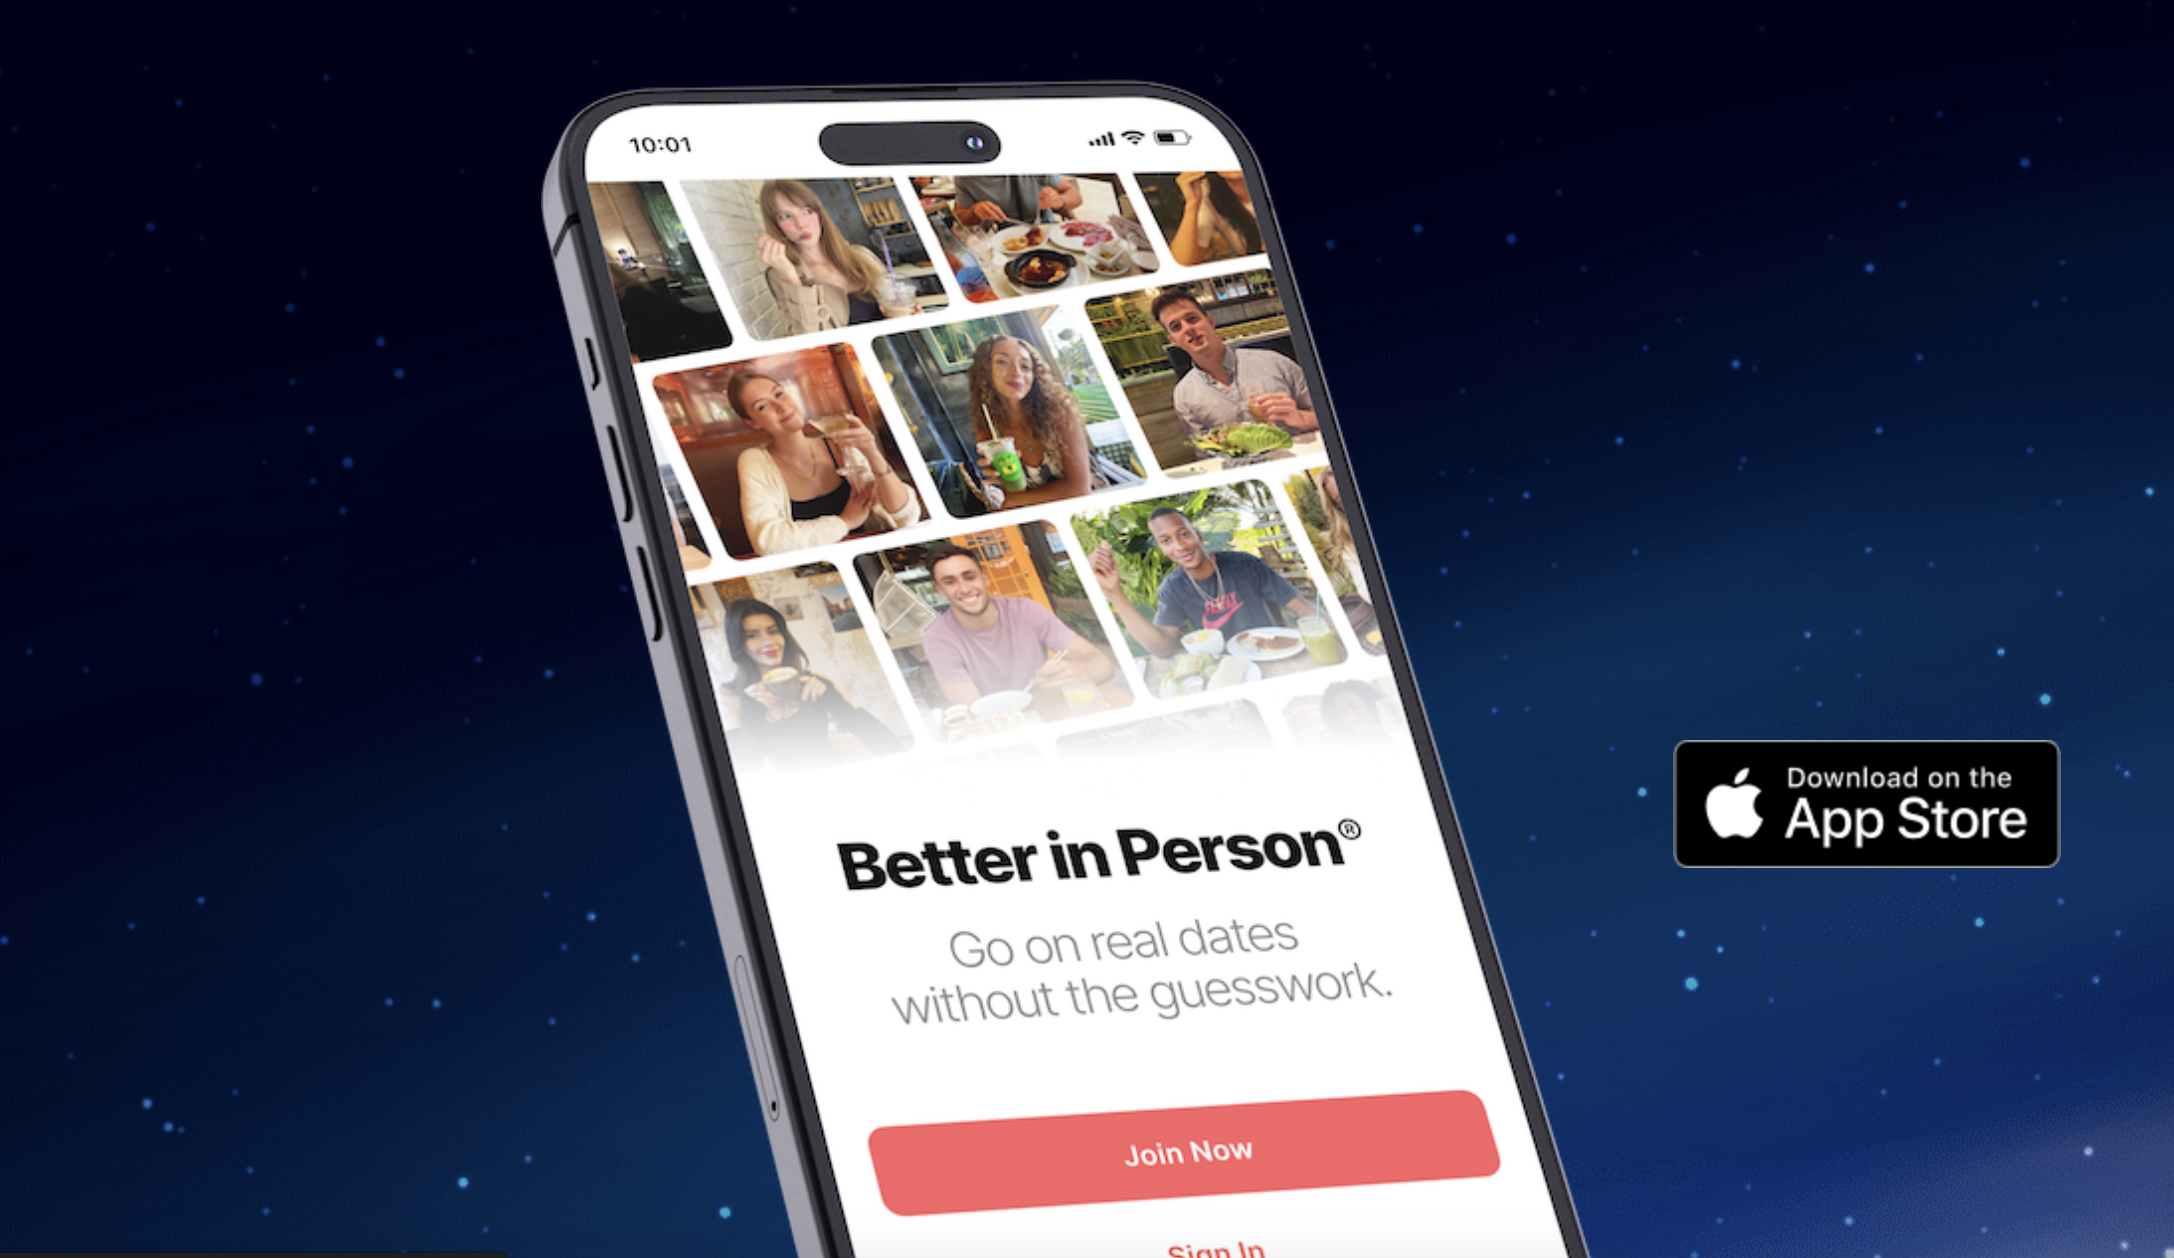 10:01
Better in Person®
Go on real dates
without the guesswork.
Join Now
Sign In
Download on the
App Store